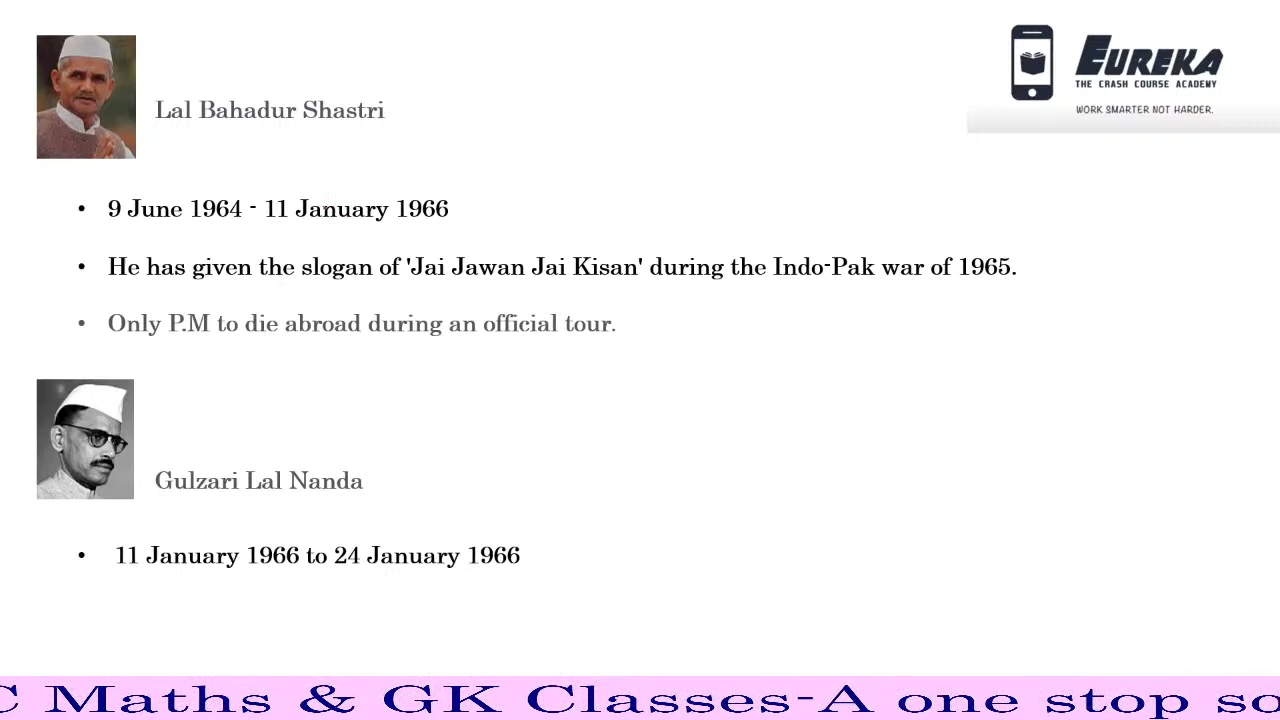 EUREKA
THE CRASH COURSE ACADEMY
WORK SMARTER NOT HARDER.
Lal Bahadur Shastri
• 9 June 1964 - 11 January 1966
• He has given the slogan of 'Jai Jawan Jai Kisan' during the Indo-Pak war of 1965.
• Only P.M to die abroad during an official tour.
Gulzari Lal Nanda
• 11 January 1966 to 24 January 1966
C Maths & GK Classes-A one stop so